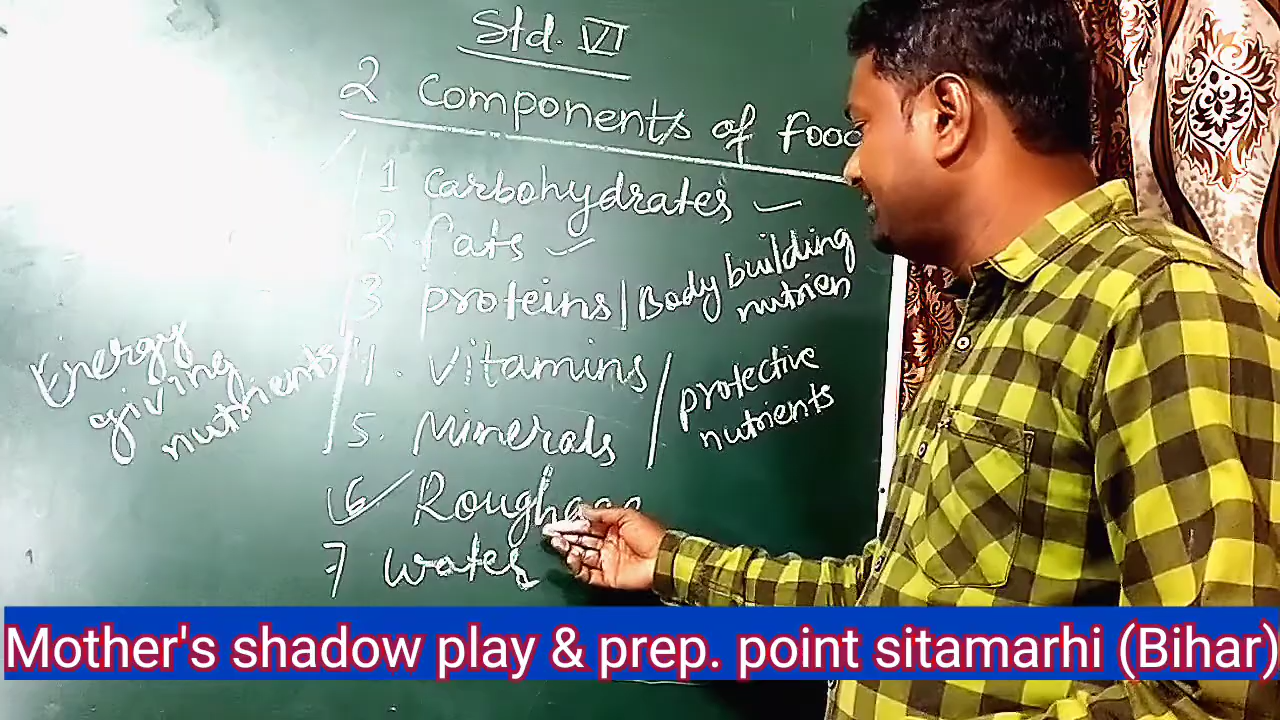 Std. VI
2 Components of food
1 carbohydrates
2 fats
3 proteins | Body building nutrien
4. Vitamins
5. Minerals
protective
nutrients
6 Roughage
7 water
Energy
giving
nutrients
Mother's shadow play & prep. point sitamarhi (Bihar)